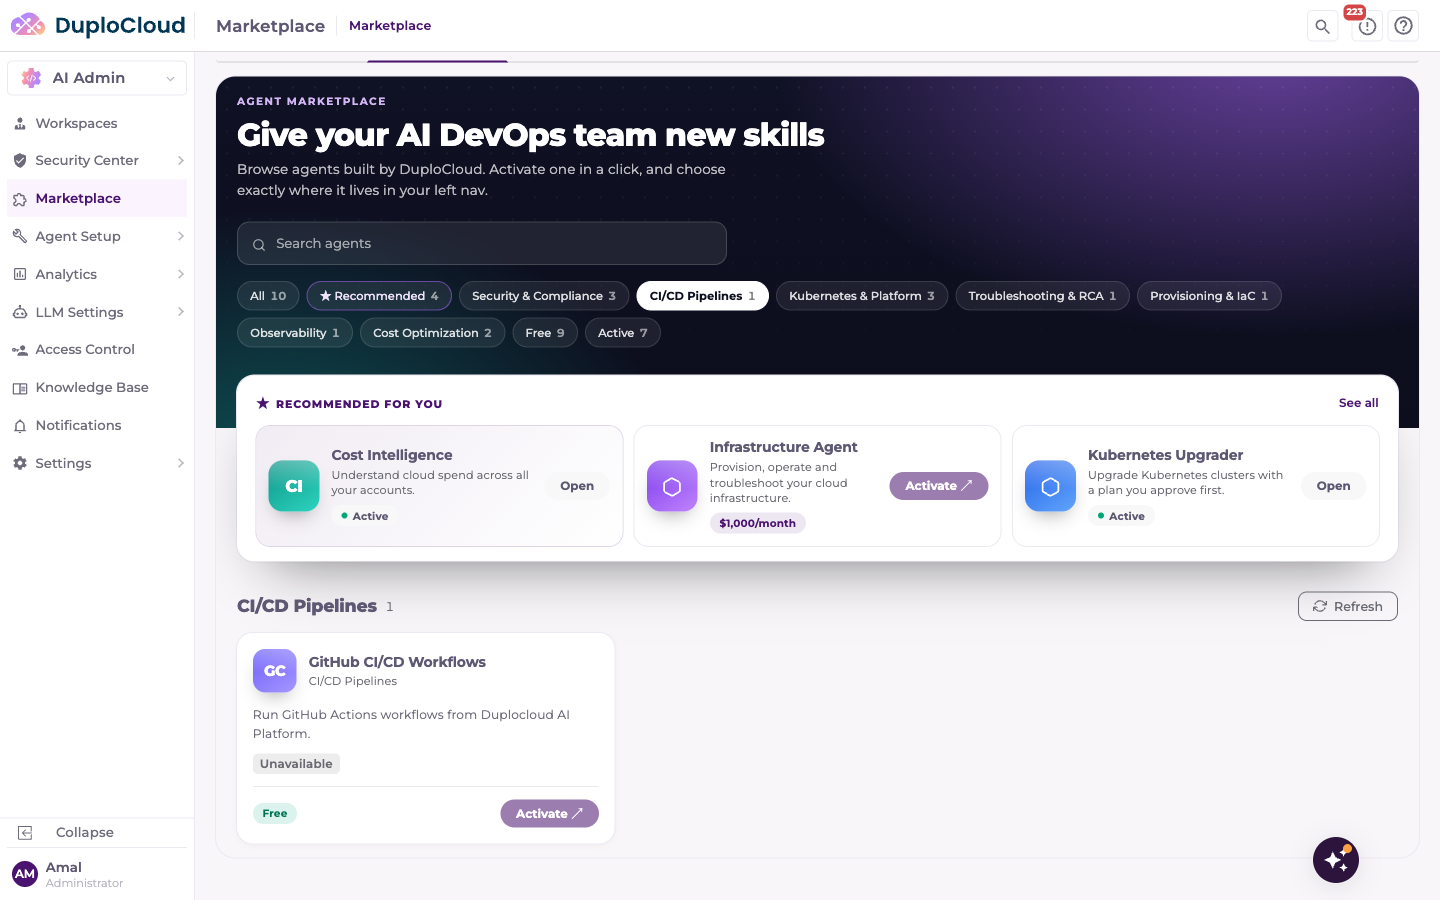 DuploCloud
Marketplace
Marketplace
223
AI Admin
Workspaces
Security Center
Marketplace
Agent Setup
Analytics
LLM Settings
Access Control
Knowledge Base
Notifications
Settings
Collapse
AM
Amal
Administrator
AGENT MARKETPLACE
Give your AI DevOps team new skills
Browse agents built by DuploCloud. Activate one in a click, and choose
exactly where it lives in your left nav.
Search agents
All 10
★ Recommended 4
Security & Compliance 3
CI/CD Pipelines 1
Kubernetes & Platform 3
Troubleshooting & RCA 1
Provisioning & IaC 1
Observability 1
Cost Optimization 2
Free 9
Active 7
★ RECOMMENDED FOR YOU
See all
CI
Cost Intelligence
Understand cloud spend across all
your accounts.
Active
Open
Infrastructure Agent
Provision, operate and
troubleshoot your cloud
infrastructure.
$1,000/month
Activate
Kubernetes Upgrader
Upgrade Kubernetes clusters with
a plan you approve first.
Active
Open
CI/CD Pipelines 1
Refresh
GC
GitHub CI/CD Workflows
CI/CD Pipelines
Run GitHub Actions workflows from Duplocloud AI
Platform.
Unavailable
Free
Activate